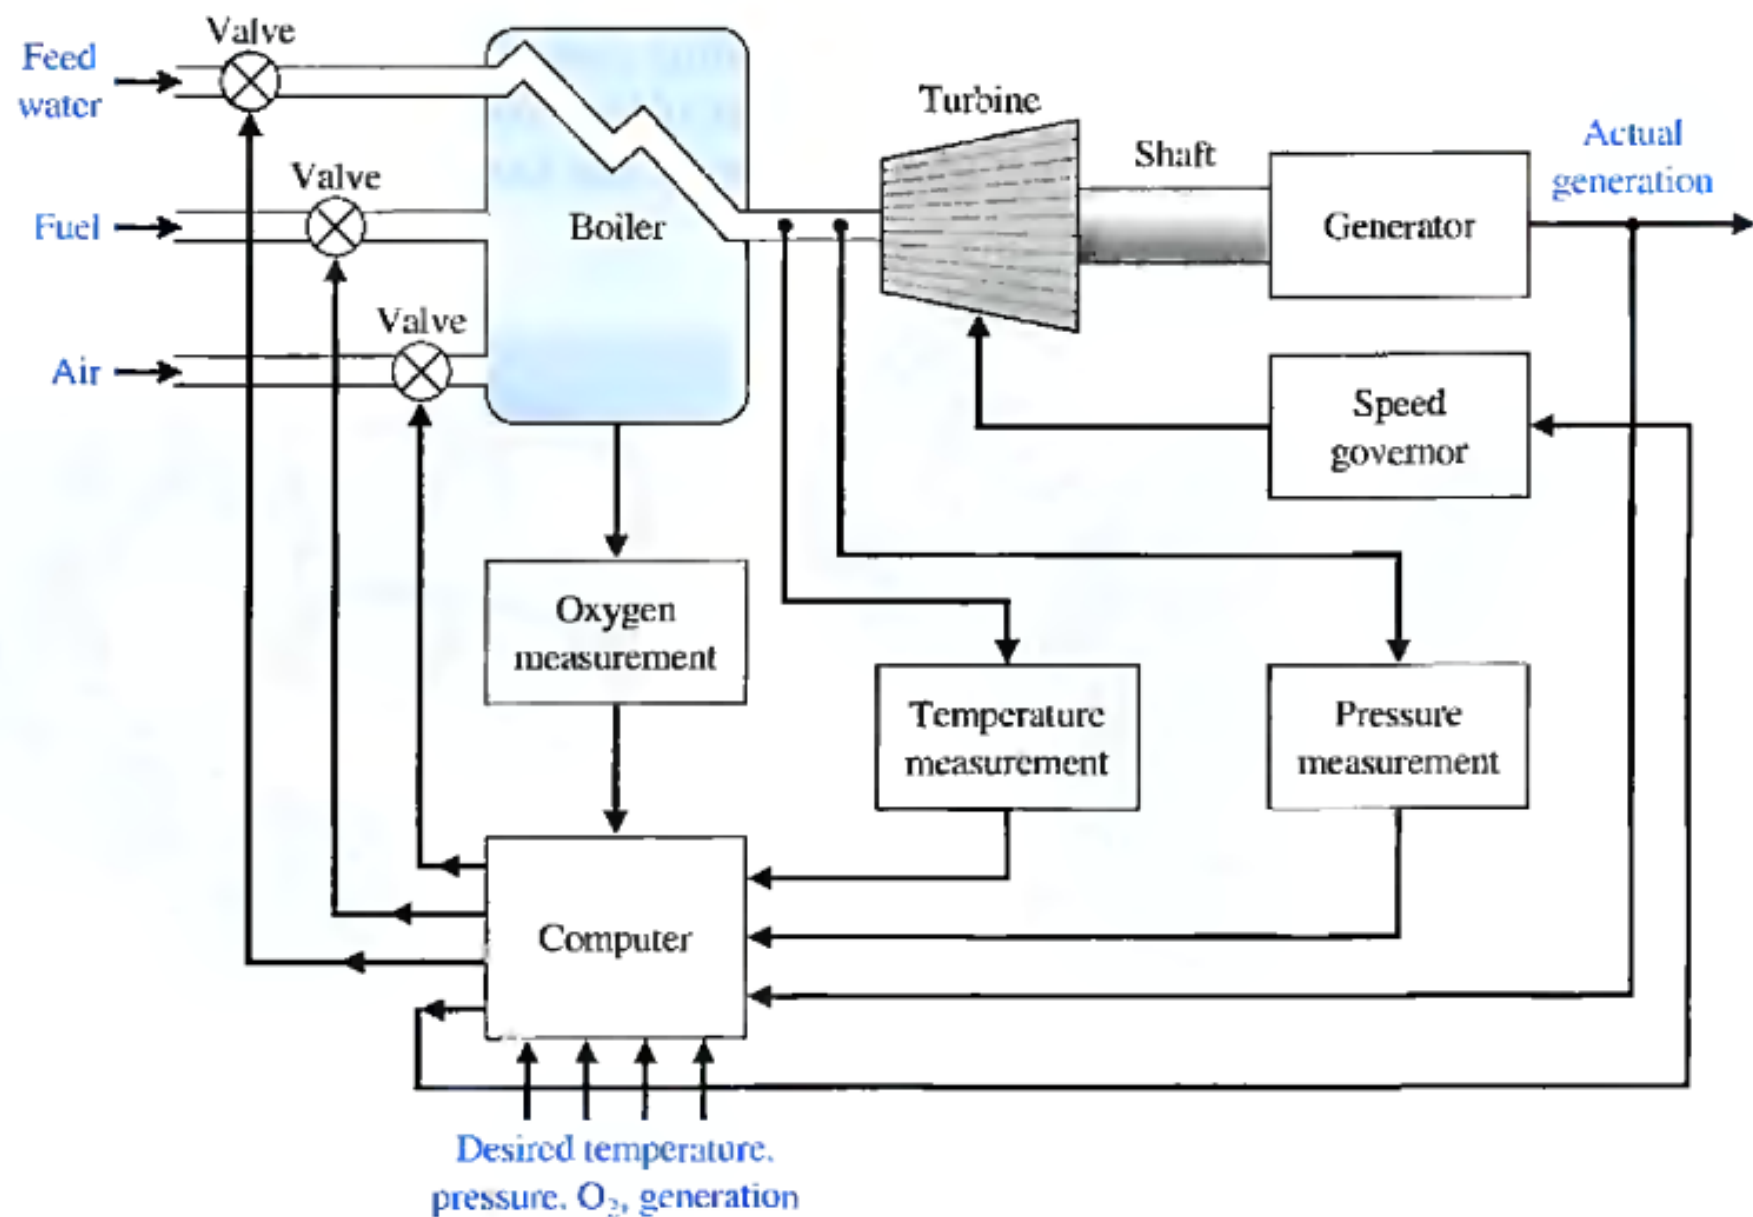 Valve
Feed
water
Valve
Fuel
Valve
Air
Boiler
Turbine
Shaft
Generator
Actual
generation
Speed
governor
Oxygen
measurement
Temperature
measurement
Pressure
measurement
Computer
Desired temperature,
pressure, O₂, generation